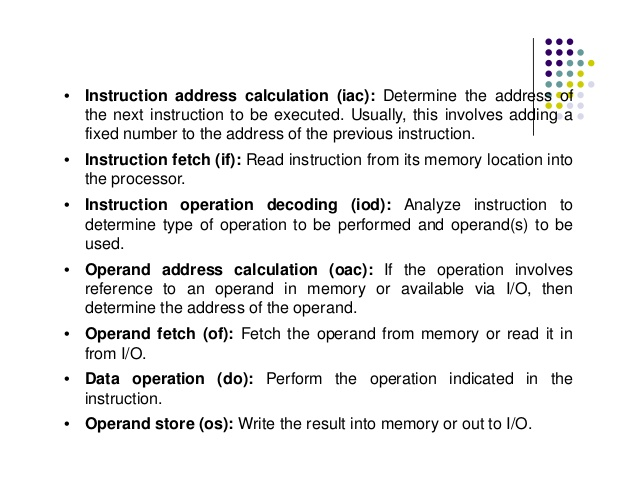 • Instruction address calculation (iac): Determine the address of
the next instruction to be executed. Usually, this involves adding a
fixed number to the address of the previous instruction.
• Instruction fetch (if): Read instruction from its memory location into
the processor.
• Instruction operation decoding (iod): Analyze instruction to
determine type of operation to be performed and operand(s) to be
used.
• Operand address calculation (oac): If the operation involves
reference to an operand in memory or available via I/O, then
determine the address of the operand.
• Operand fetch (of): Fetch the operand from memory or read it in
from I/O.
• Data operation (do): Perform the operation indicated in the
instruction.
• Operand store (os): Write the result into memory or out to I/O.